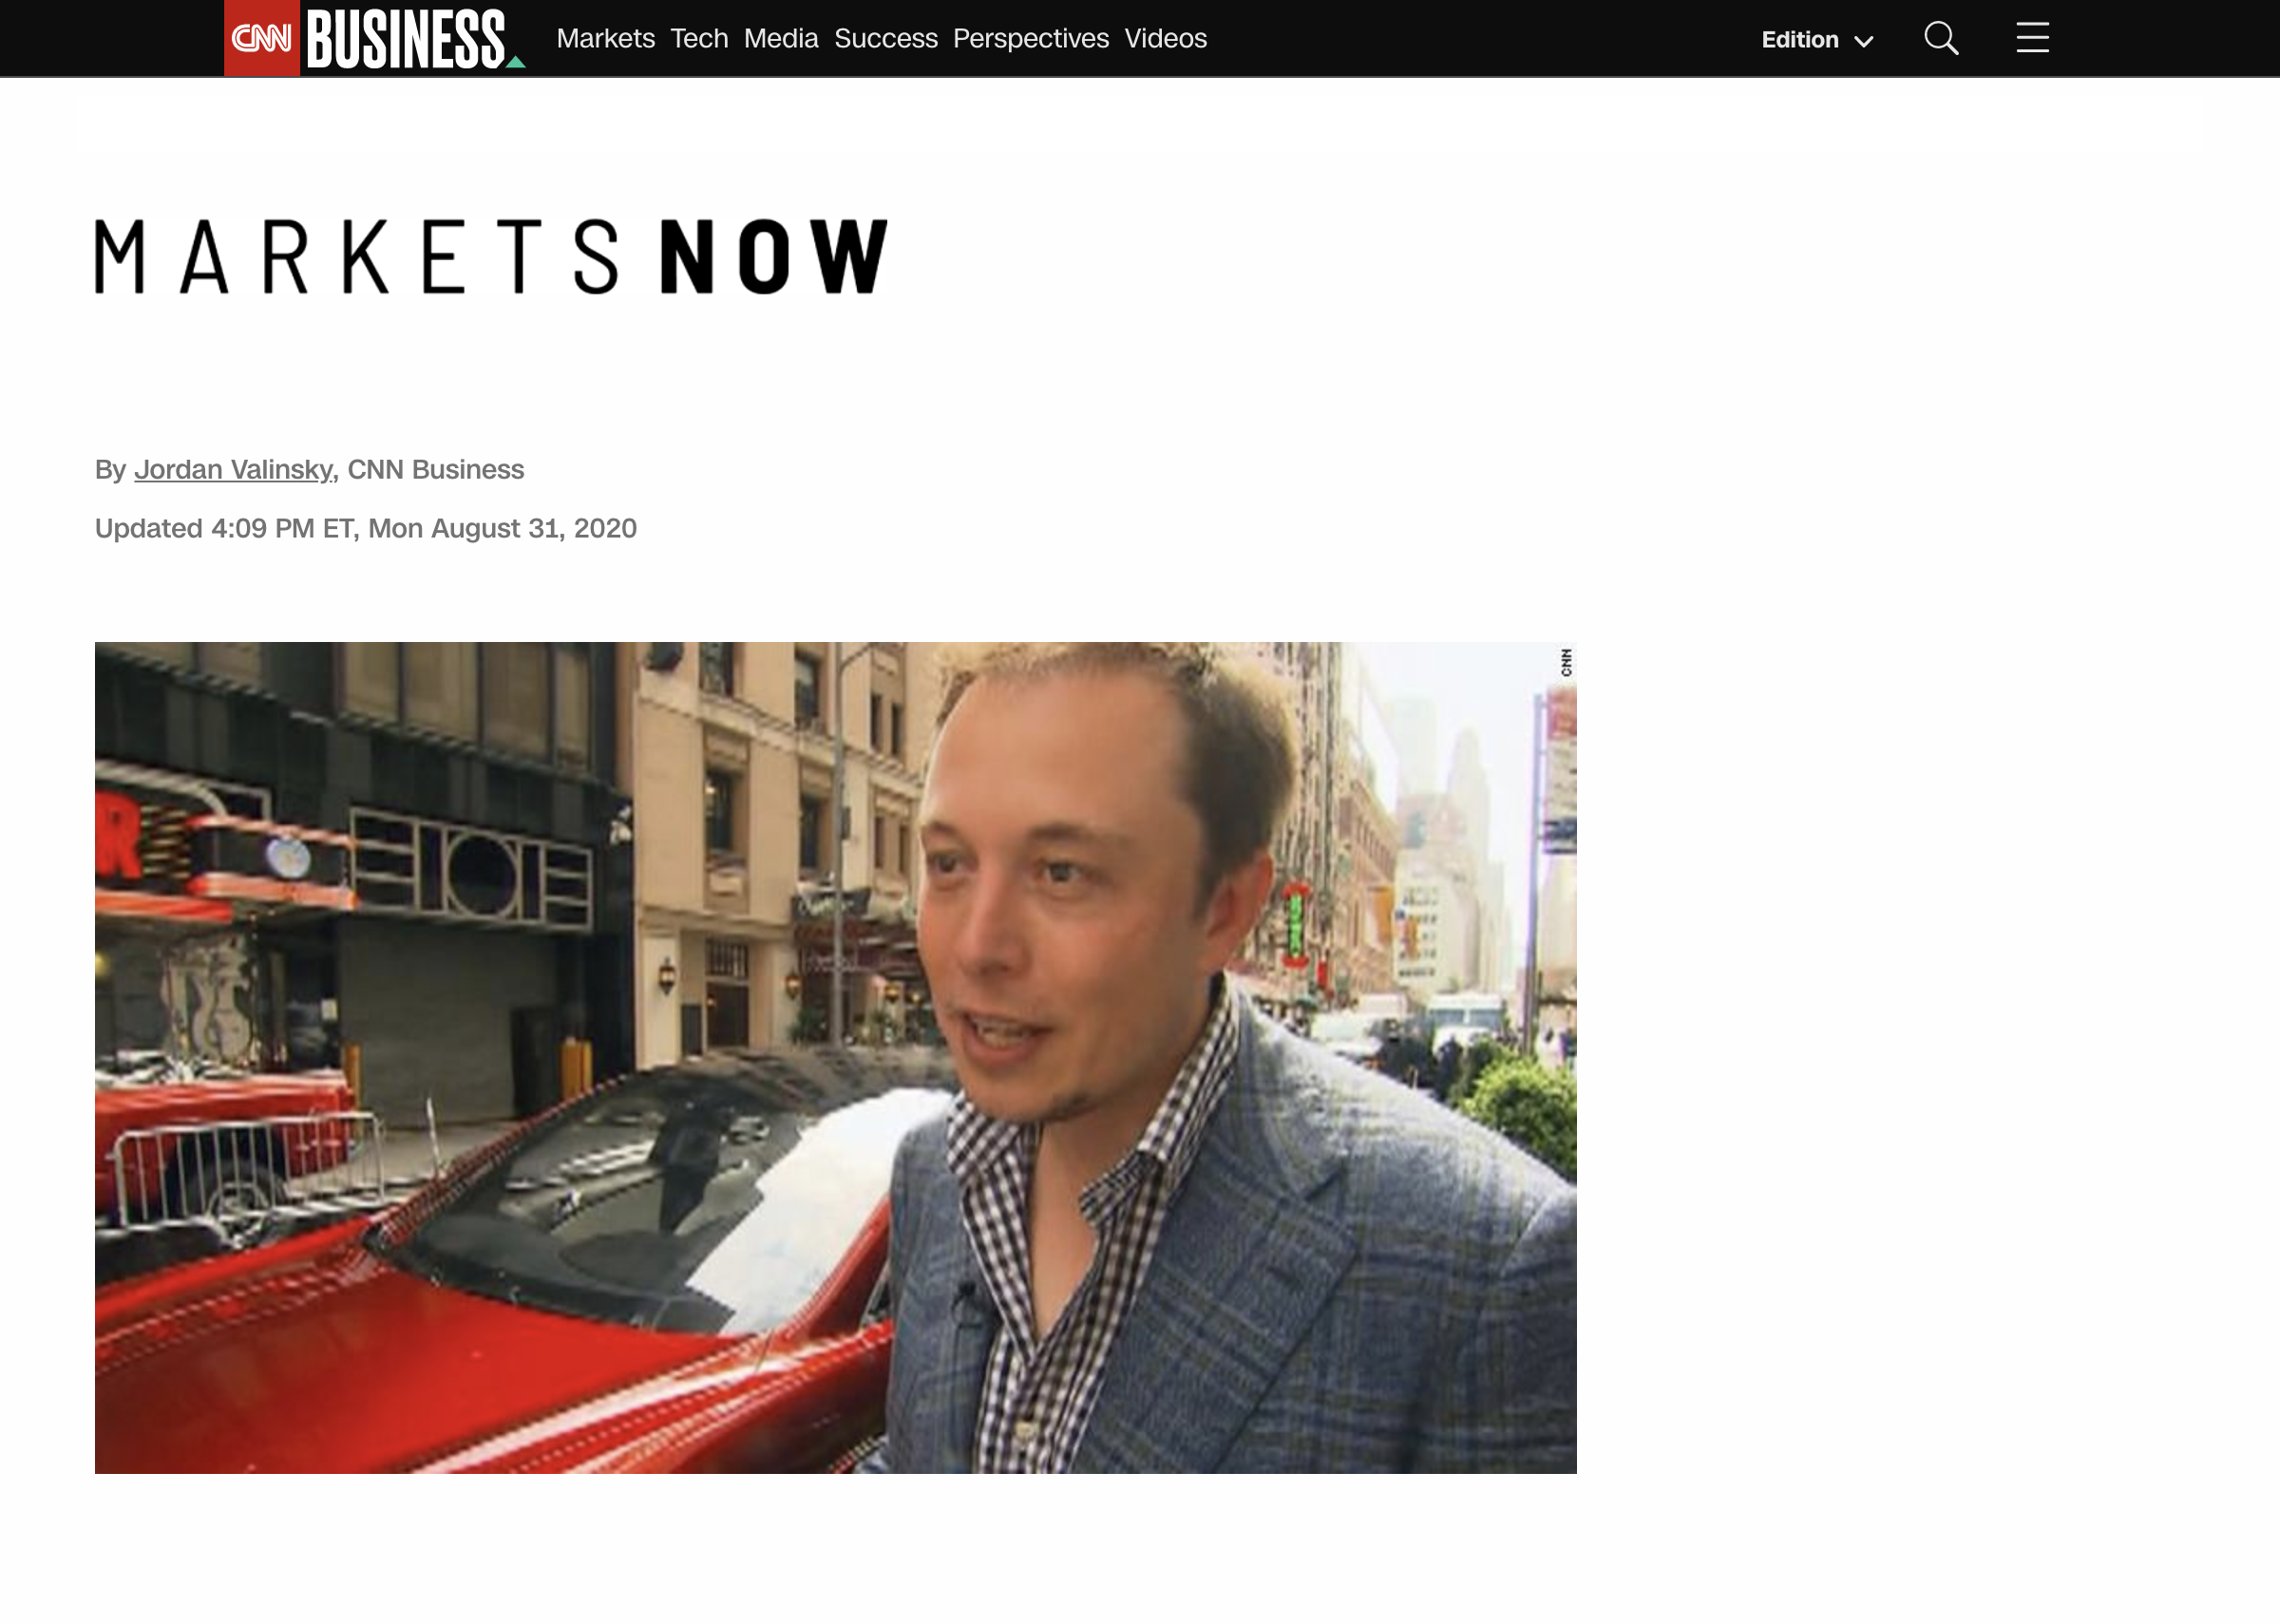 CNN BUSINESS Markets Tech Media Success Perspectives Videos Edition
MARKETS NOW
By Jordan Valinsky, CNN Business
Updated 4:09 PM ET, Mon August 31, 2020
CNN
R